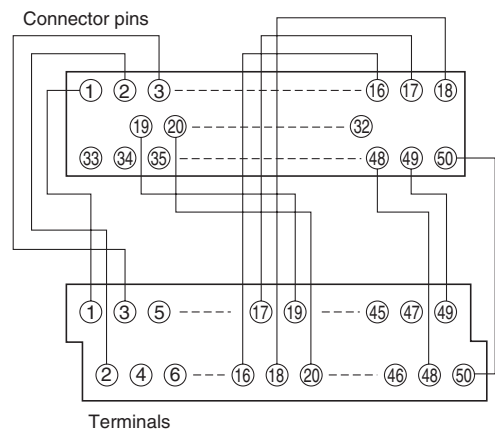 Connector pins
1 2 3 16 17 18
19 20 32
33 34 35 48 49 50
1 3 5 17 19 45 47 49
2 4 6 16 18 20 46 48 50
Terminals